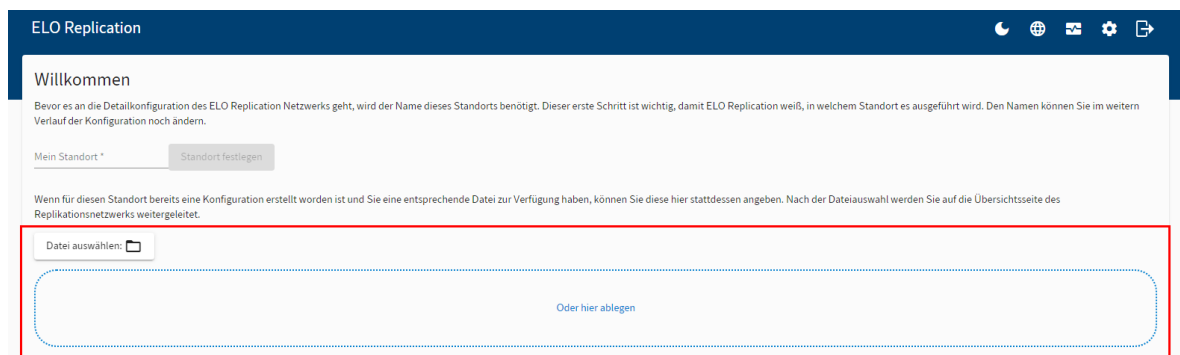 ELO Replication
Willkommen
Bevor es an die Detailkonfiguration des ELO Replication Netzwerks geht, wird der Name dieses Standorts benötigt. Dieser erste Schritt ist wichtig, damit ELO Replication weiß, in welchem Standort es ausgeführt wird. Den Namen können Sie im weitern
Verlauf der Konfiguration noch ändern.
Mein Standort * Standort festlegen
Wenn für diesen Standort bereits eine Konfiguration erstellt worden ist und Sie eine entsprechende Datei zur Verfügung haben, können Sie diese hier stattdessen angeben. Nach der Dateiauswahl werden Sie auf die Übersichtsseite des
Replikationsnetzwerks weitergeleitet.
Datei auswählen:
Oder hier ablegen